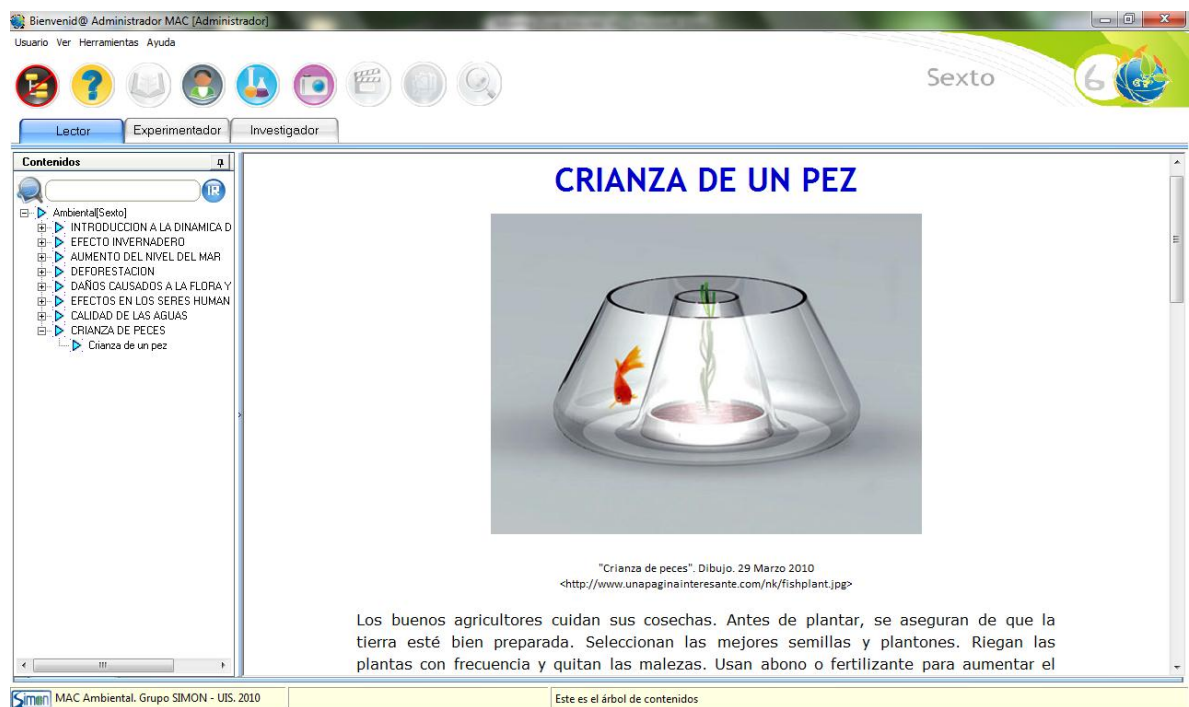 Bienvenid@ Administrador MAC [Administrador]
Usuario Ver Herramientas Ayuda
Sexto
6
Lector Experimentador Investigador
Contenidos
IR
Ambiental[Sexto]
INTRODUCCION A LA DINAMICA D
EFECTO INVERNADERO
AUMENTO DEL NIVEL DEL MAR
DEFORESTACION
DAÑOS CAUSADOS A LA FLORA Y
EFECTOS EN LOS SERES HUMAN
CALIDAD DE LAS AGUAS
CRIANZA DE PECES
Crianza de un pez
CRIANZA DE UN PEZ
"Crianza de peces". Dibujo. 29 Marzo 2010
<http://www.unapaginainteresante.com/nk/fishplant.jpg>
Los buenos agricultores cuidan sus cosechas. Antes de plantar, se aseguran de que la
tierra esté bien preparada. Seleccionan las mejores semillas y plantones. Riegan las
plantas con frecuencia y quitan las malezas. Usan abono o fertilizante para aumentar el
Simon MAC Ambiental. Grupo SIMON - UIS. 2010
Este es el árbol de contenidos